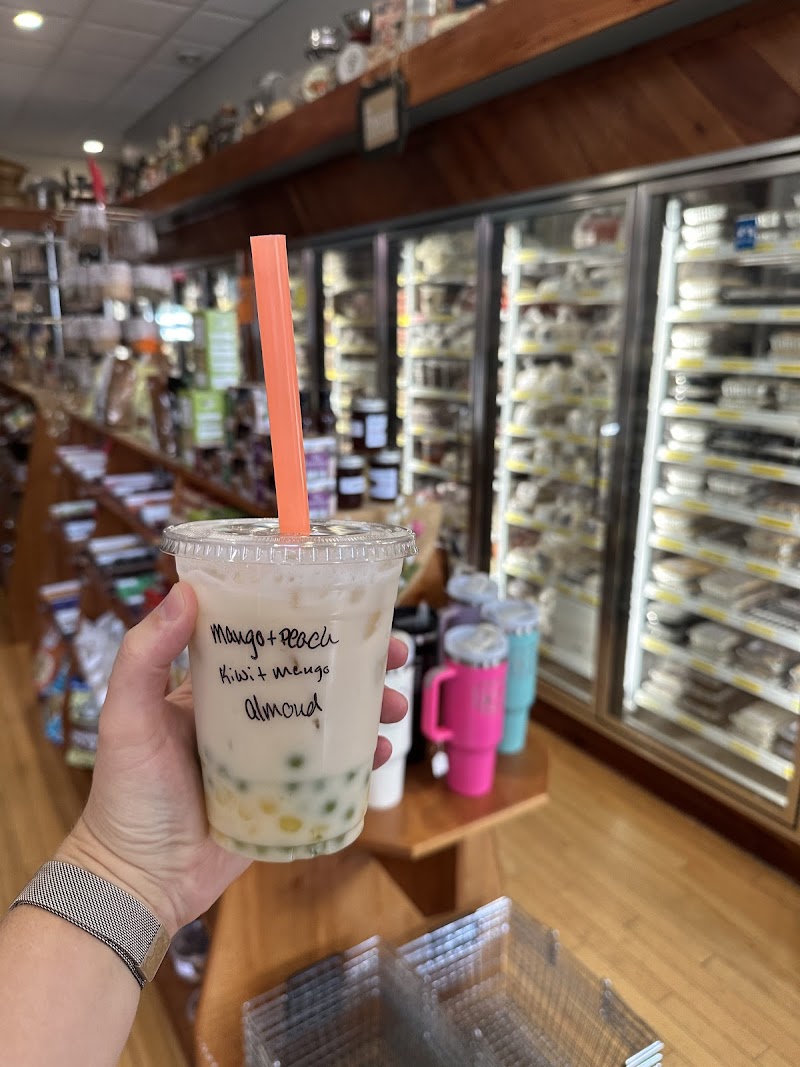 mango + Peach
Kiwi + mango
almond